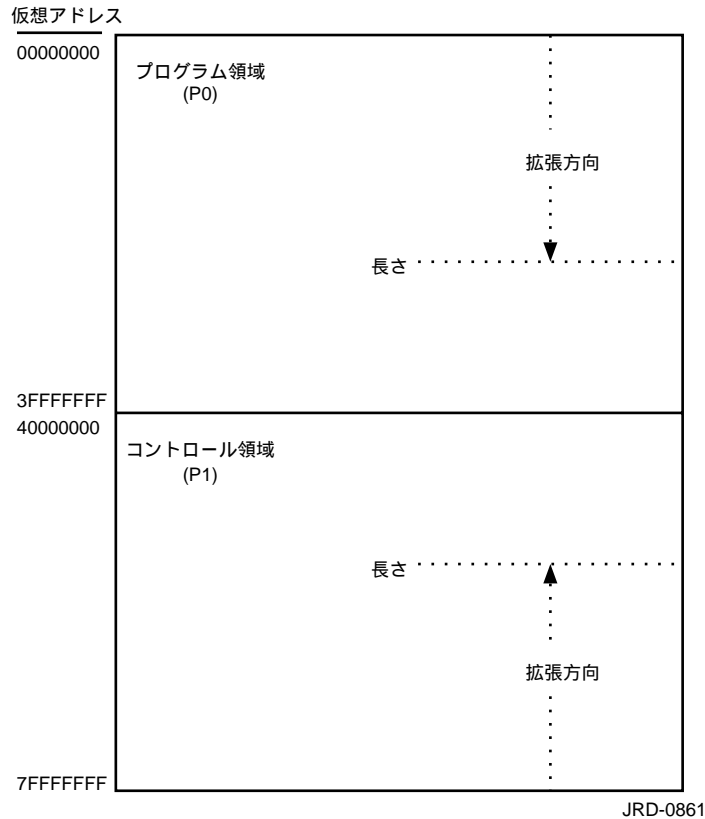 仮想アドレス
00000000
プログラム領域
(P0)
拡張方向
長さ
3FFFFFFF
40000000
コントロール領域
(P1)
長さ
拡張方向
7FFFFFFF
JRD-0861